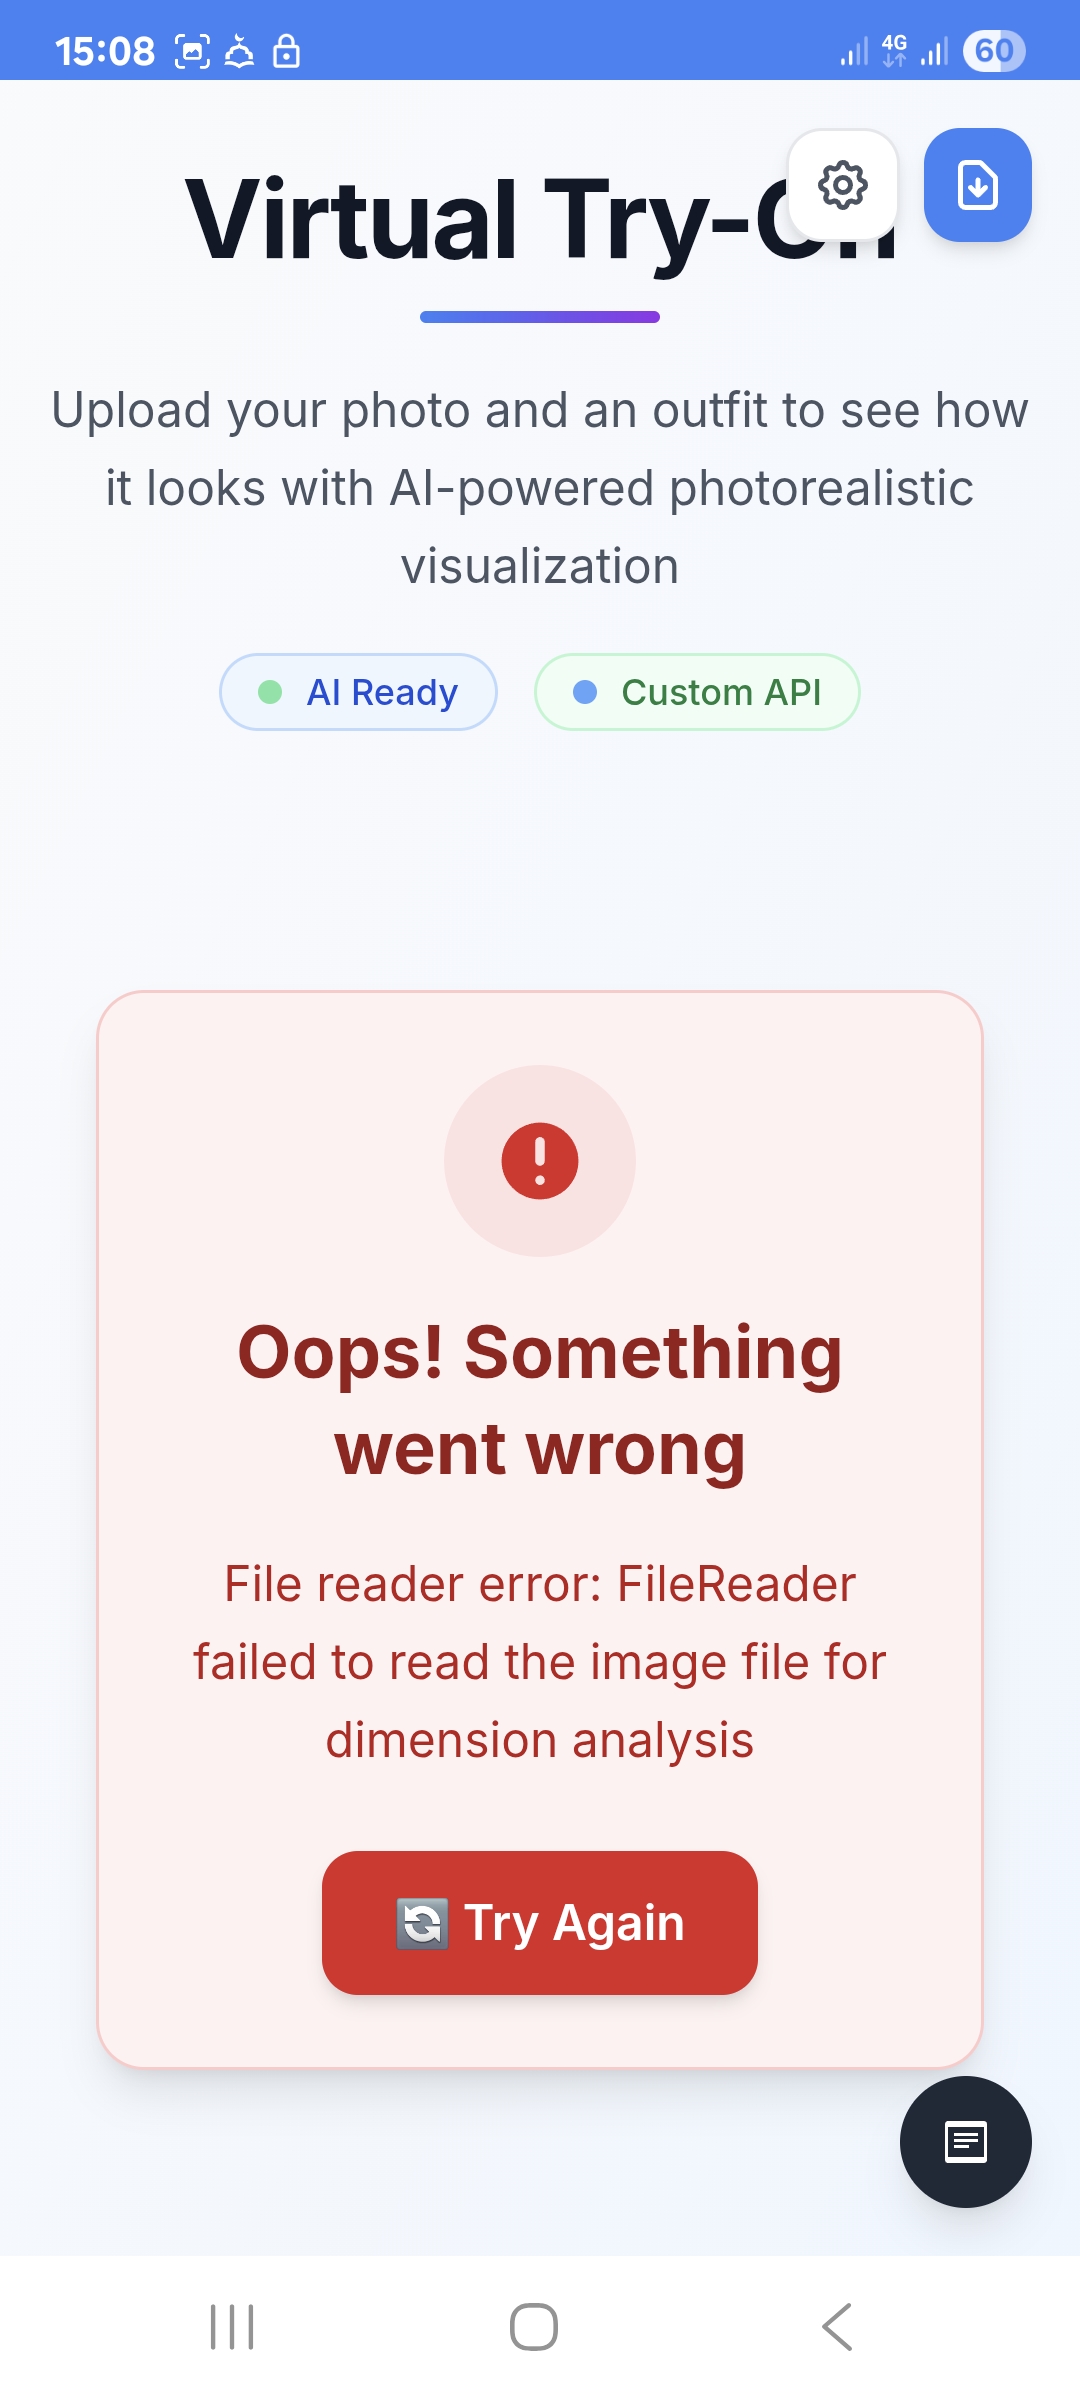 15:08
4G
60
Virtual Try-On
Upload your photo and an outfit to see how
it looks with AI-powered photorealistic
visualization
AI Ready
Custom API
Oops! Something
went wrong
File reader error: FileReader
failed to read the image file for
dimension analysis
Try Again